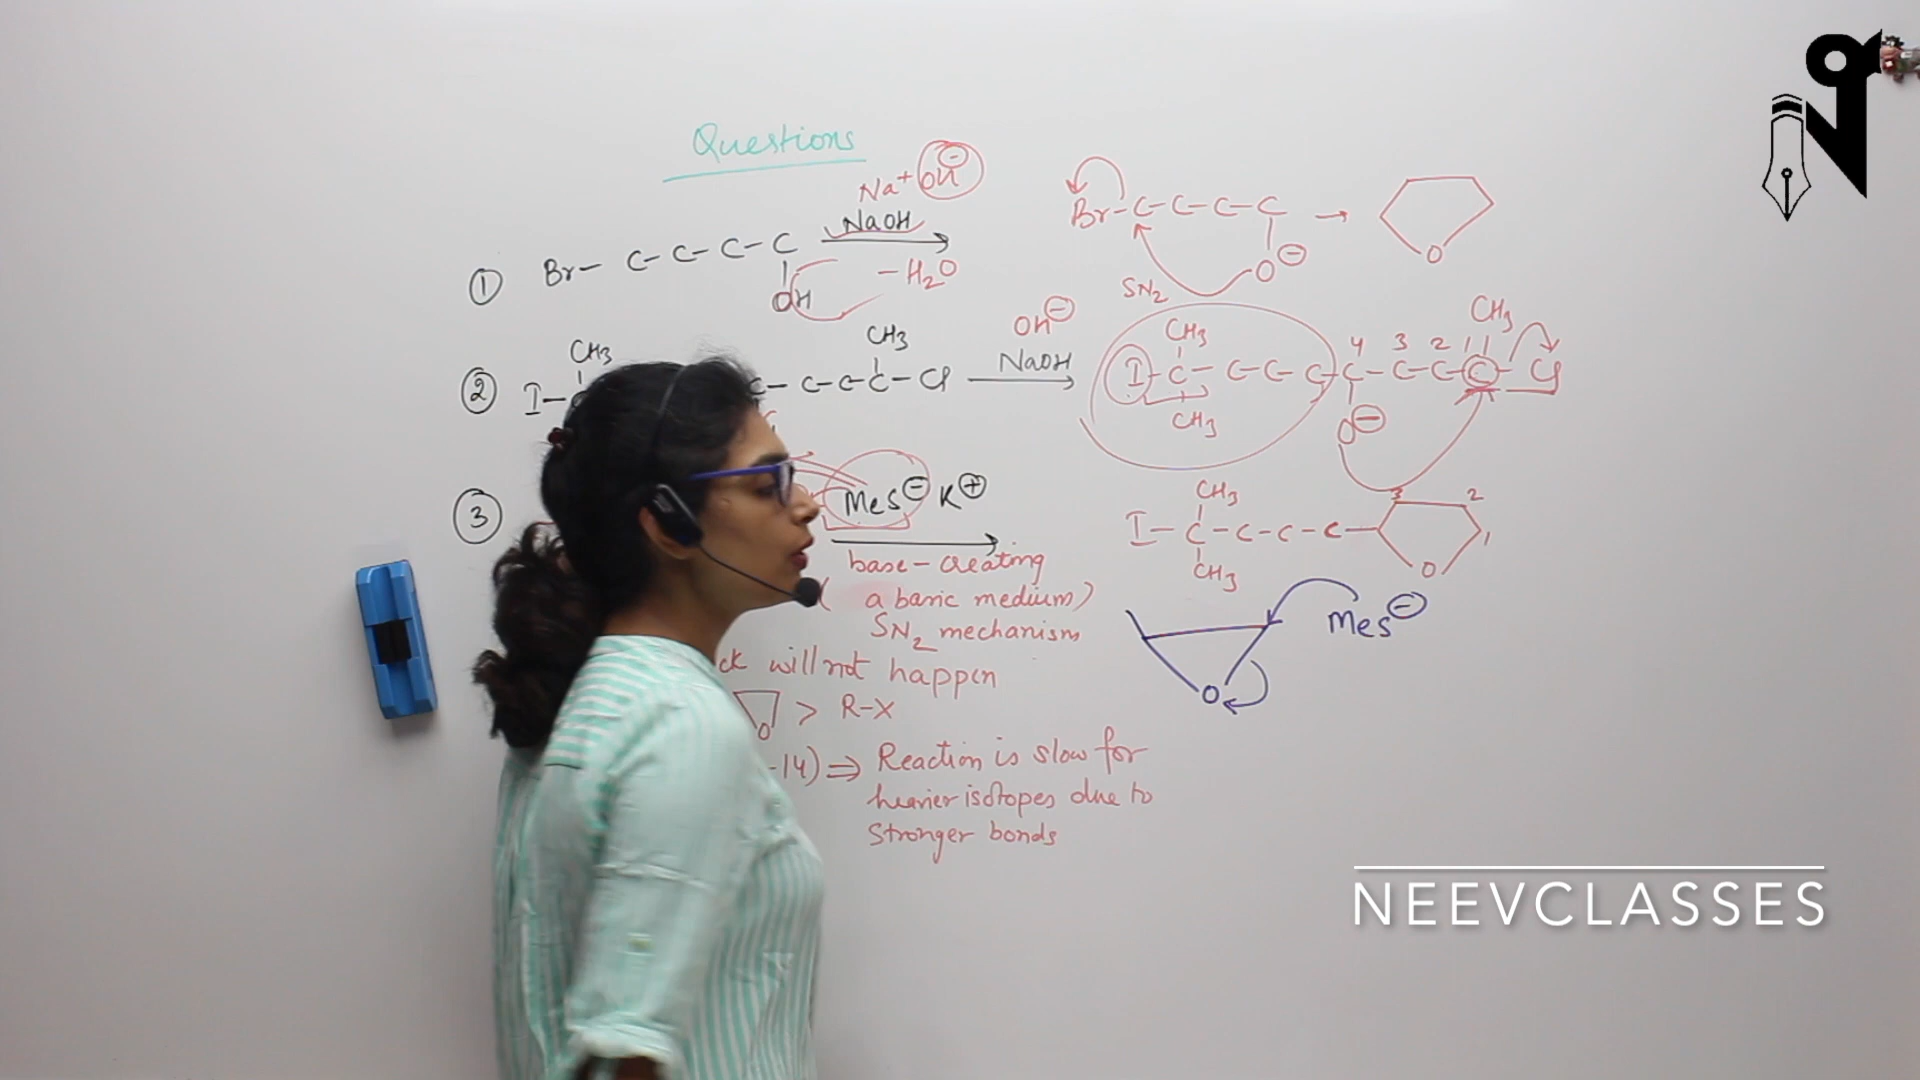 Questions
Na+ OH-
① Br- C-C-C-C NaOH
OH
-H2O
Br-C-C-C-C →
O-
SN2
O
② CH3 CH3
I- C-C-C-Cl OH- NaOH
CH3 CH3
4 3 2 1
I-C-C-C-C-C-C-C-C-Cl
CH3
O-
③ MeS- K+
base-creating
( a basic medium)
SN2 mechanism
will not happen
O > R-X
-14) ⇒ Reaction is slow for
heavier isotopes due to
Stronger bonds
CH3 3 2
I-C-C-C-C- 1
CH3 O
MeS-
O
NEEVCLASSES